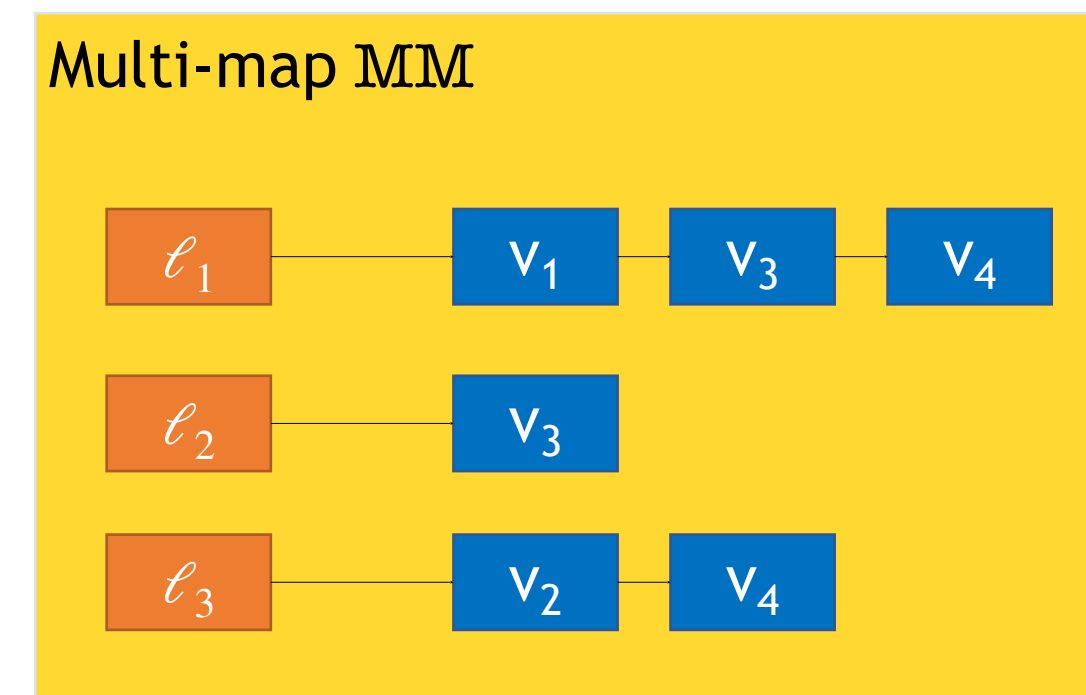 Multi-map 𝙼𝙼
ℓ₁ v₁ v₃ v₄
ℓ₂ v₃
ℓ₃ v₂ v₄